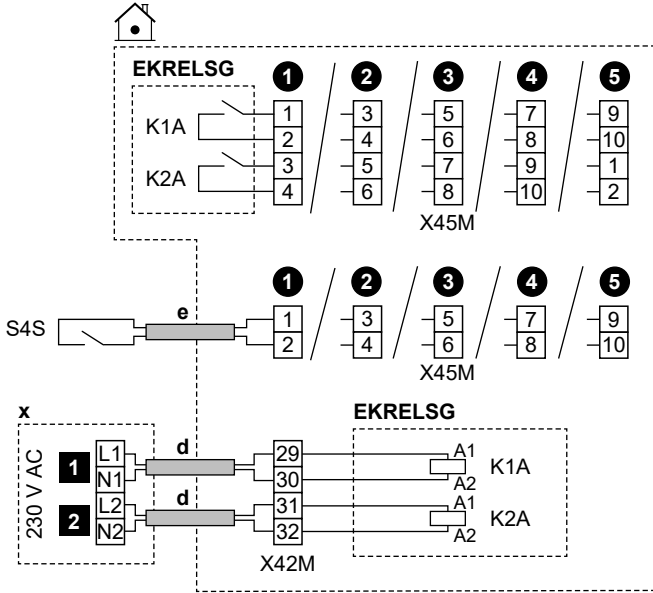 EKRELSG 1 2 3 4 5
K1A 1 3 5 7 9
2 4 6 8 10
K2A 3 5 7 9 1
4 6 8 10 2
X45M
1 2 3 4 5
S4S e 1 3 5 7 9
2 4 6 8 10
X45M
x EKRELSG
230 V AC
1 L1 d 29 A1 K1A
N1 30 A2
2 L2 d 31 A1 K2A
N2 32 A2
X42M